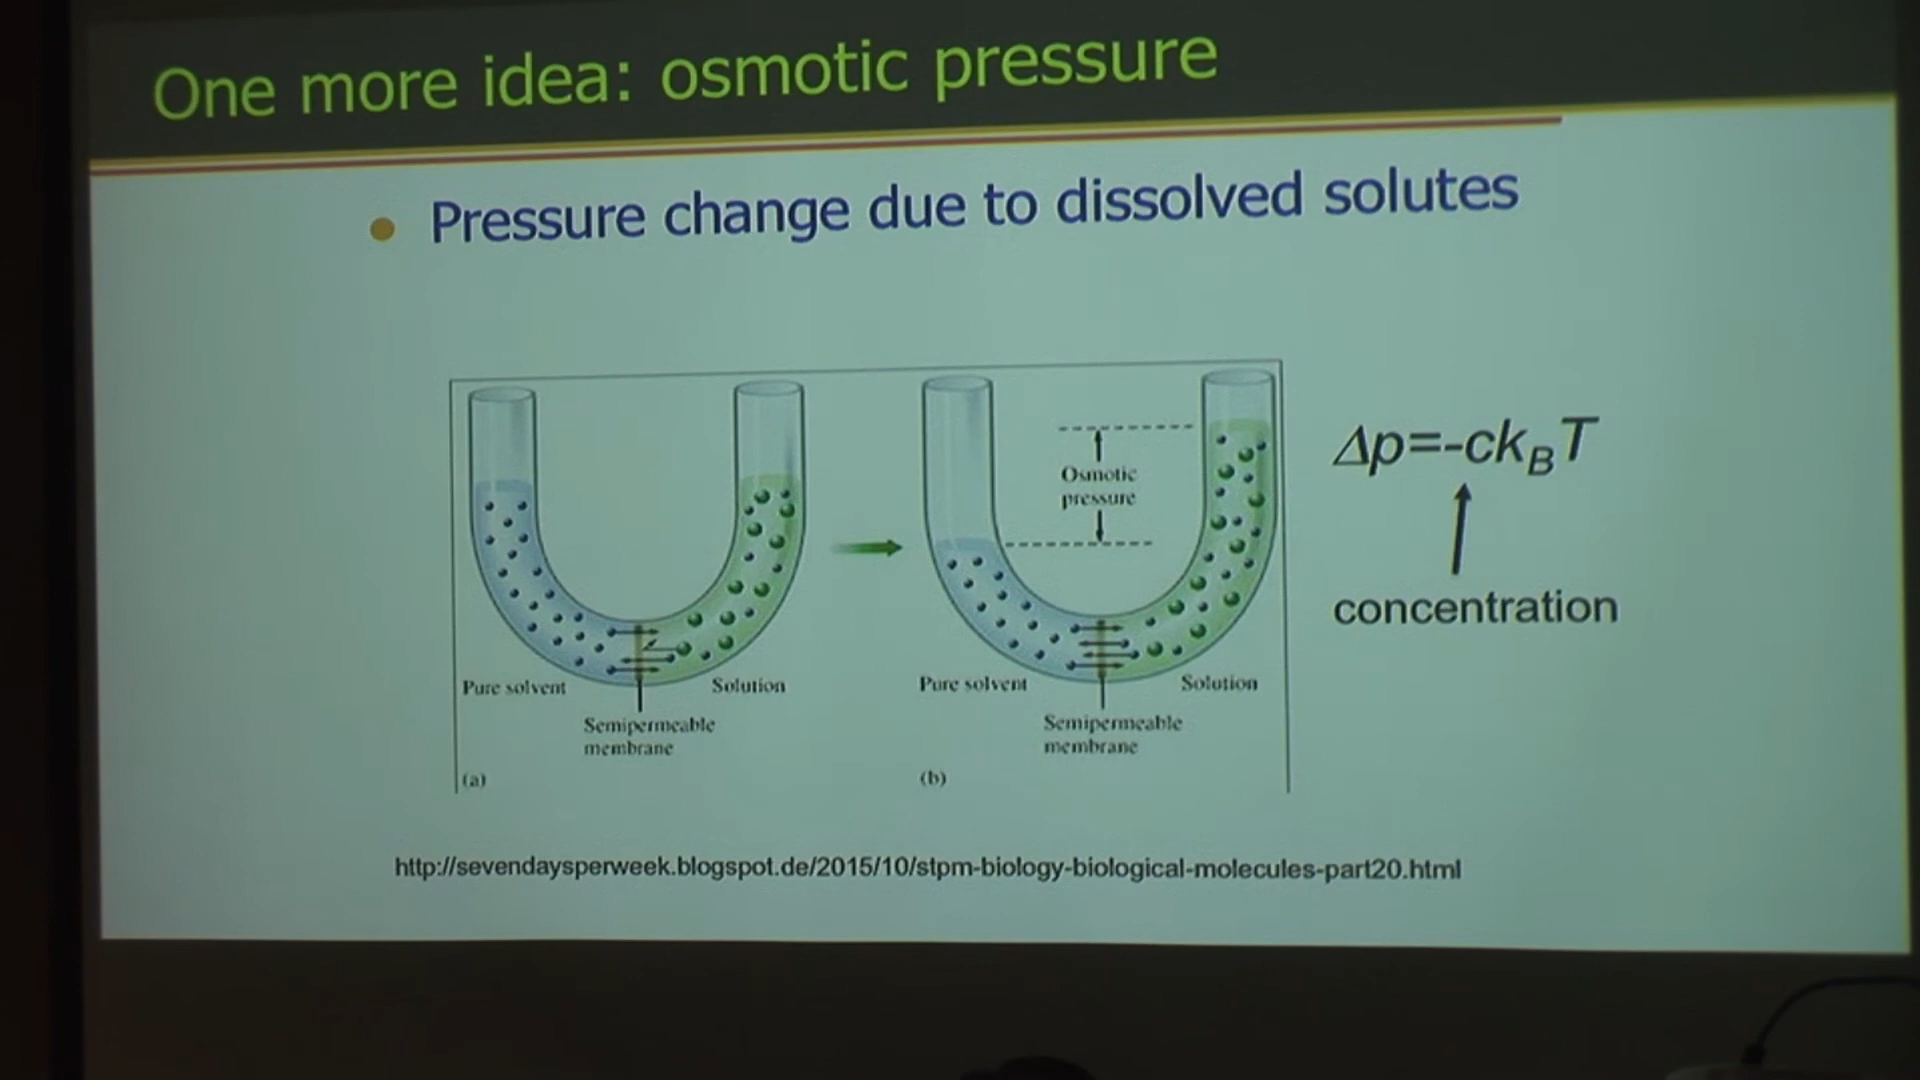 One more idea: osmotic pressure
Pressure change due to dissolved solutes
Osmotic
pressure
Δp=-ck_BT
concentration
Pure solvent
Solution
Semipermeable
membrane
(a)
Pure solvent
Solution
Semipermeable
membrane
(b)
http://sevendaysperweek.blogspot.de/2015/10/stpm-biology-biological-molecules-part20.html